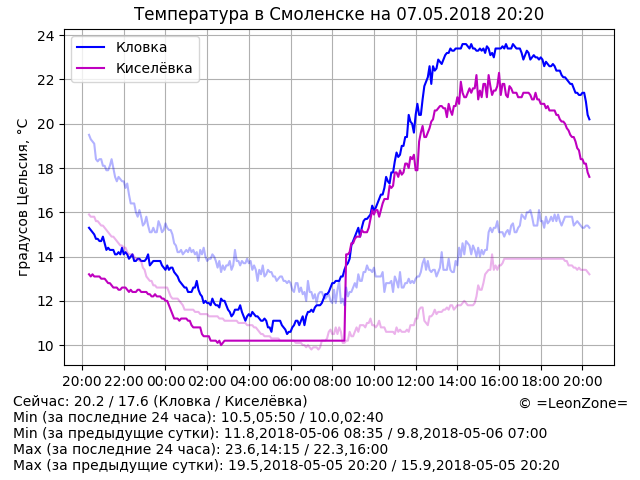 Температура в Смоленске на 07.05.2018 20:20
градусов Цельсия, °C
24
22
20
18
16
14
12
10
Кловка
Киселёвка
20:00 22:00 00:00 02:00 04:00 06:00 08:00 10:00 12:00 14:00 16:00 18:00 20:00
Сейчас: 20.2 / 17.6 (Кловка / Киселёвка)
© =LeonZone=
Min (за последние 24 часа): 10.5,05:50 / 10.0,02:40
Min (за предыдущие сутки): 11.8,2018-05-06 08:35 / 9.8,2018-05-06 07:00
Max (за последние 24 часа): 23.6,14:15 / 22.3,16:00
Max (за предыдущие сутки): 19.5,2018-05-05 20:20 / 15.9,2018-05-05 20:20